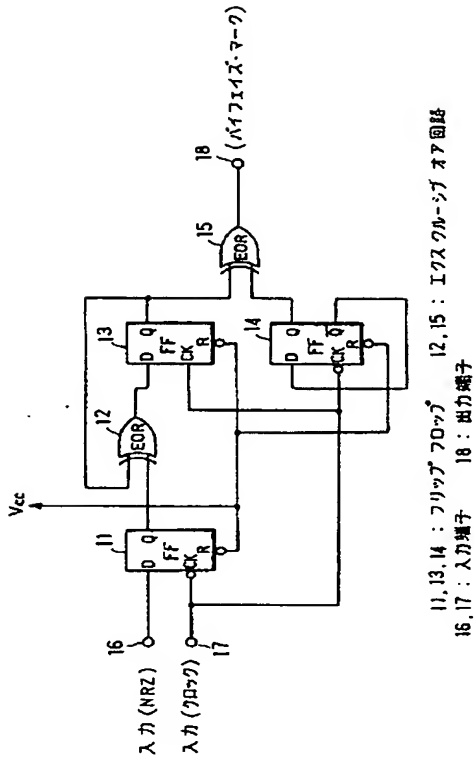 Vcc
入力(NRZ)
16
入力(クロック)
17
11
D
Q
FF
CK
R
12
EOR
13
D
Q
FF
CK
R
14
D
Q
FF
CK
Q
R
15
EOR
18
(バイフェイズ・マーク)
11,13,14 : フリップ フロップ 12,15 : エクスクルーシブ オア 回路
16,17 : 入力端子 18 : 出力端子